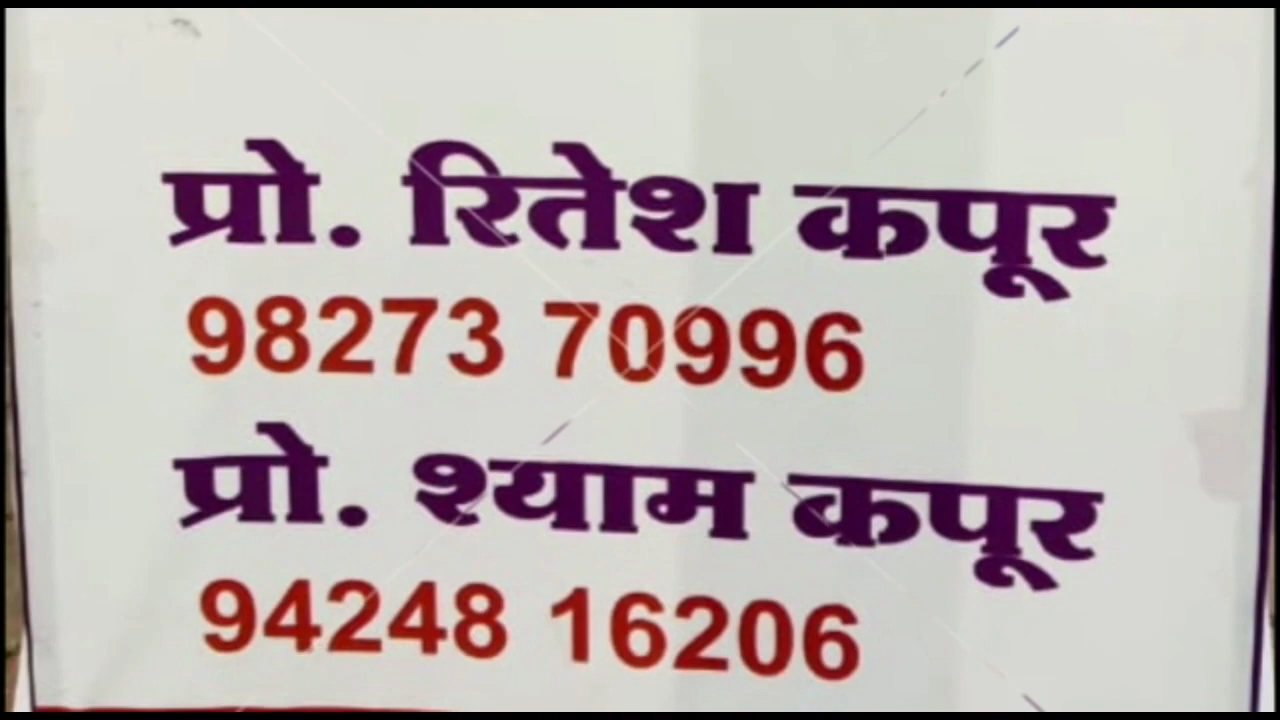 प्रो. रितेश कपूर
98273 70996
प्रो. श्याम कपूर
94248 16206